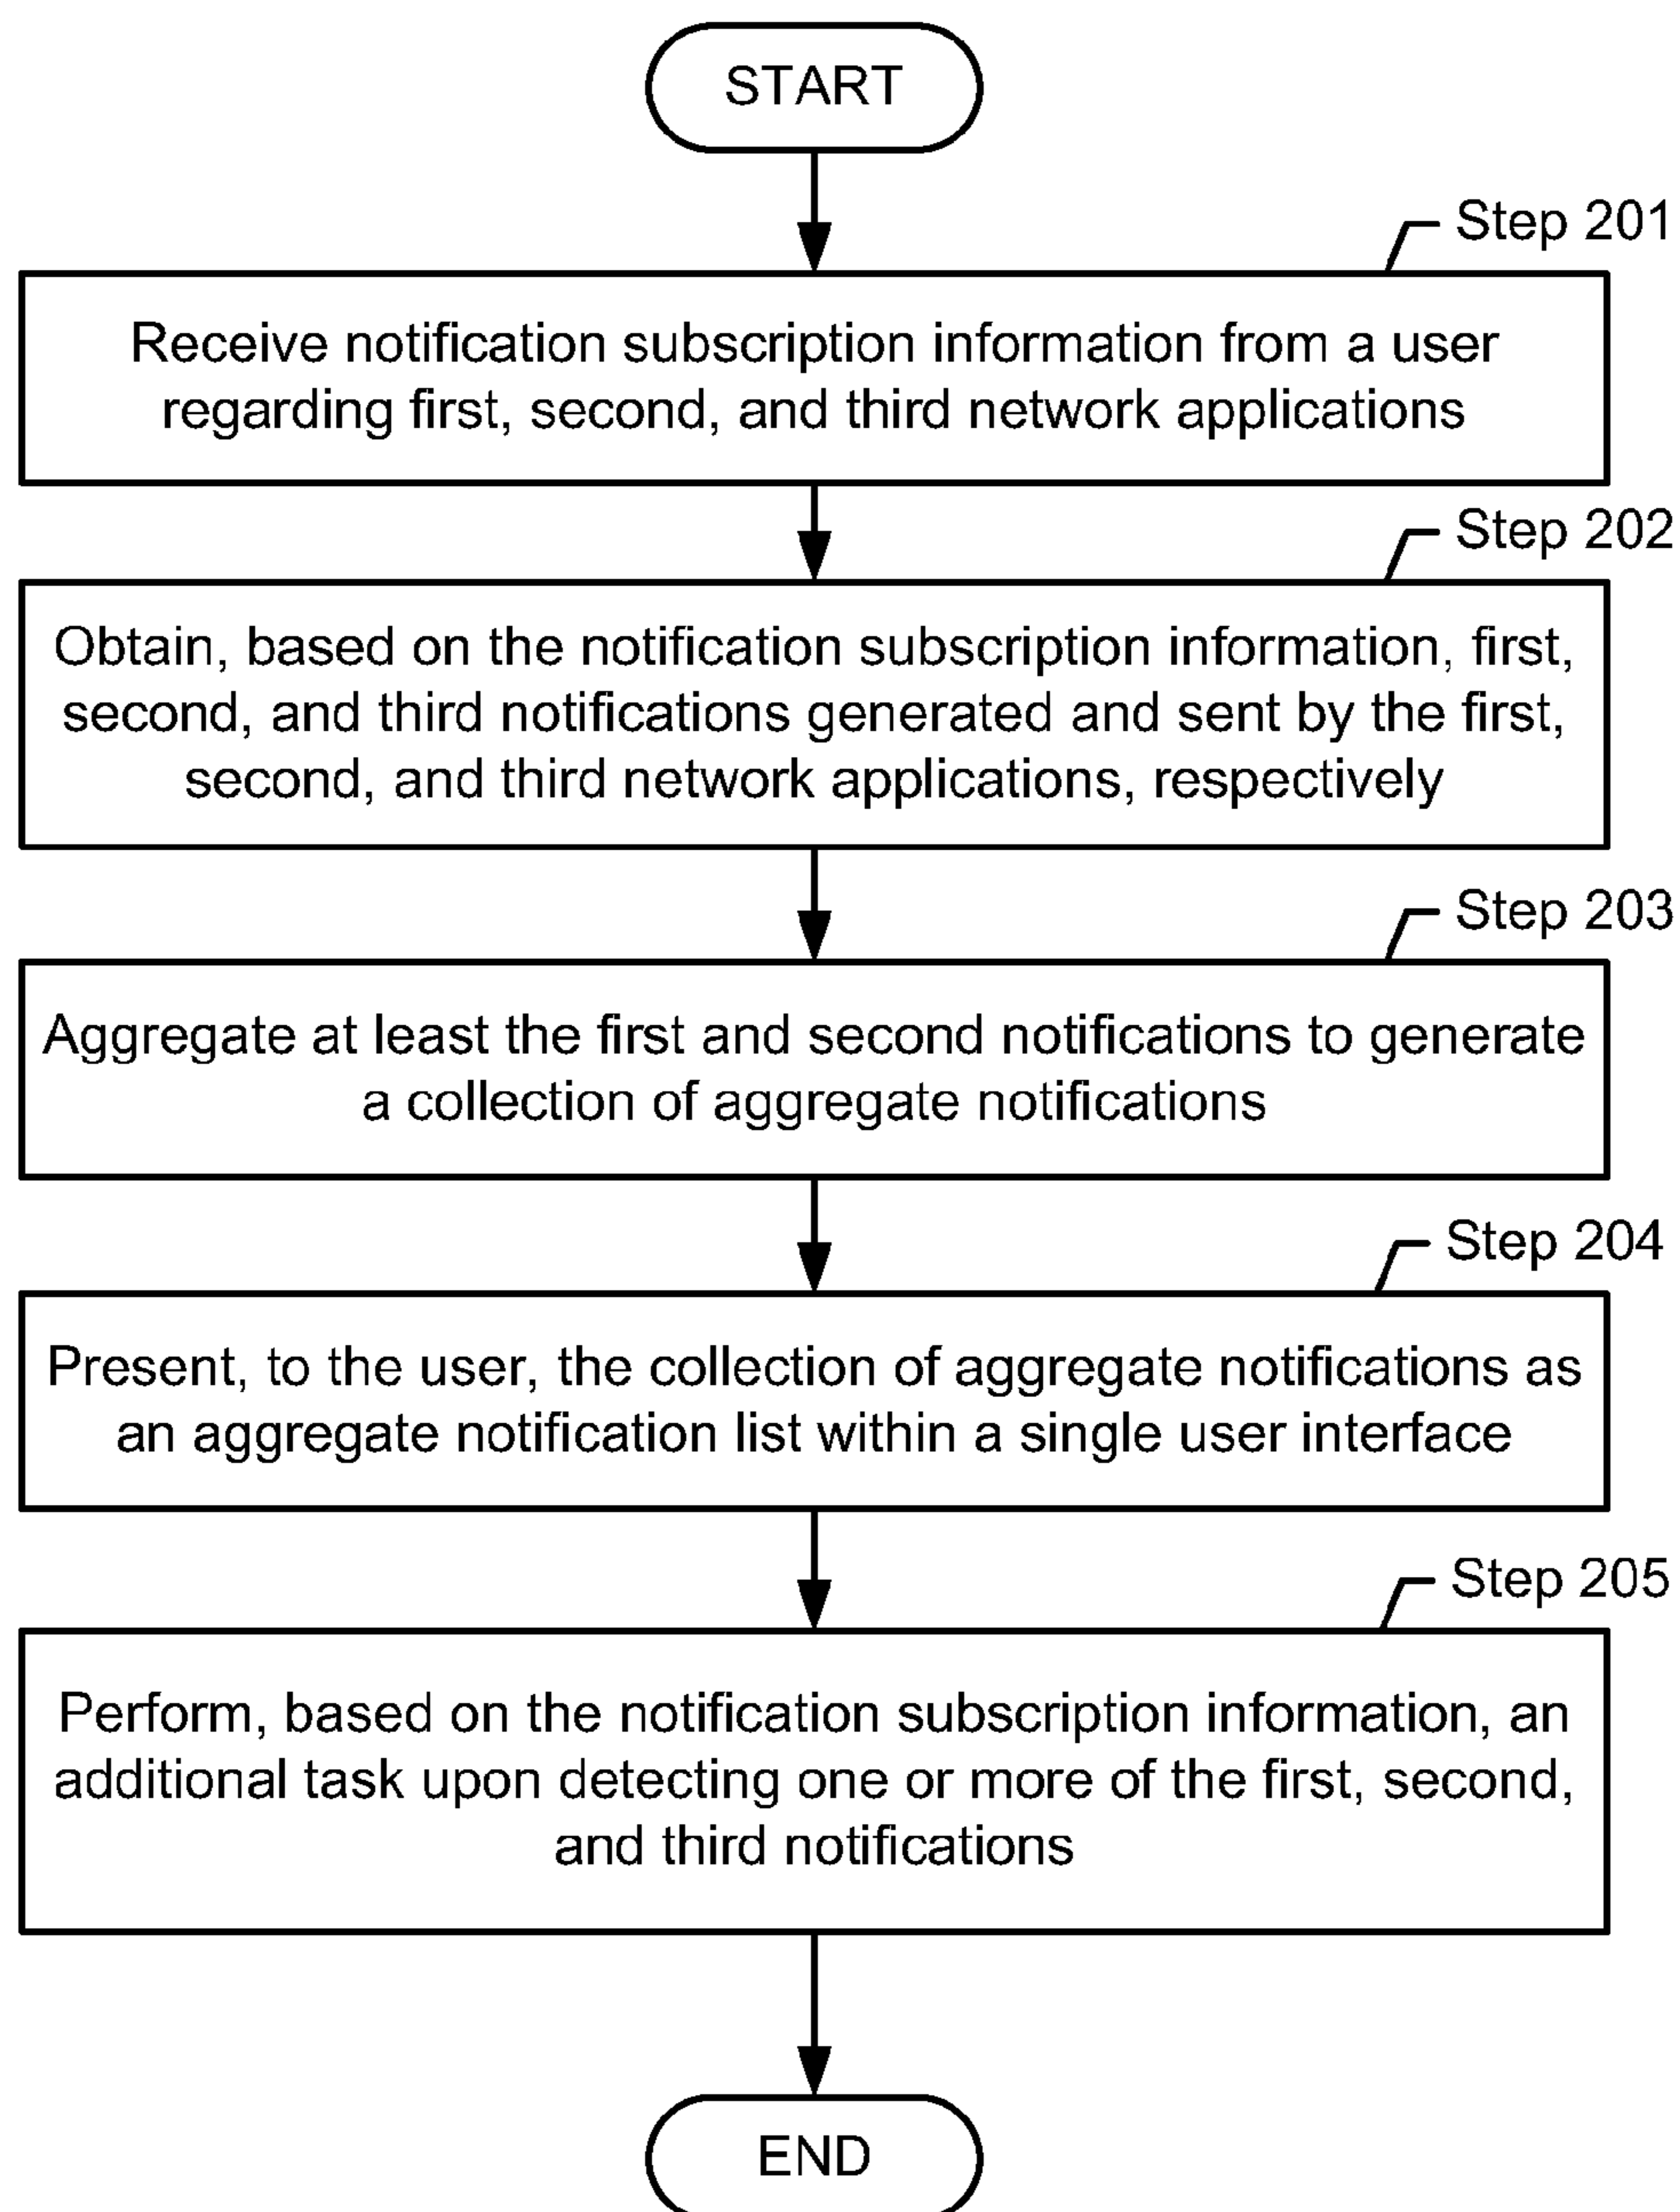 START
Step 201
Receive notification subscription information from a user
regarding first, second, and third network applications
Step 202
Obtain, based on the notification subscription information, first,
second, and third notifications generated and sent by the first,
second, and third network applications, respectively
Step 203
Aggregate at least the first and second notifications to generate
a collection of aggregate notifications
Step 204
Present, to the user, the collection of aggregate notifications as
an aggregate notification list within a single user interface
Step 205
Perform, based on the notification subscription information, an
additional task upon detecting one or more of the first, second,
and third notifications
END